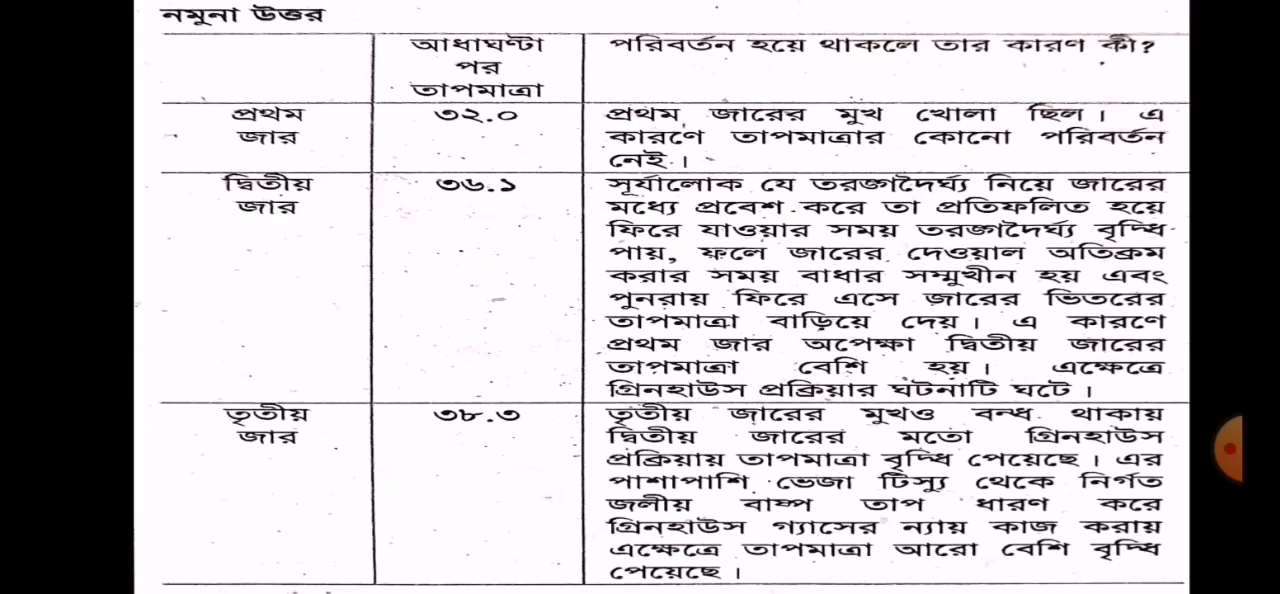 নমুনা উত্তর
আধাঘণ্টা
পর
তাপমাত্রা
পরিবর্তন হয়ে থাকলে তার কারণ কী?
প্রথম
জার
৩২.০
প্রথম জারের মুখ খোলা ছিল। এ
কারণে তাপমাত্রার কোনো পরিবর্তন
নেই।
দ্বিতীয়
জার
৩৬.১
সূর্যালোক যে তরঙ্গদৈর্ঘ্য নিয়ে জারের
মধ্যে প্রবেশ করে তা প্রতিফলিত হয়ে
ফিরে যাওয়ার সময় তরঙ্গদৈর্ঘ্য বৃদ্ধি
পায়, ফলে জারের দেওয়াল অতিক্রম
করার সময় বাধার সম্মুখীন হয় এবং
পুনরায় ফিরে এসে জারের ভিতরের
তাপমাত্রা বাড়িয়ে দেয়। এ কারণে
প্রথম জার অপেক্ষা দ্বিতীয় জারের
তাপমাত্রা বেশি হয়। এক্ষেত্রে
গ্রিনহাউস প্রক্রিয়ার ঘটনাটি ঘটে।
তৃতীয়
জার
৩৮.৩
তৃতীয় জারের মুখও বন্ধ থাকায়
দ্বিতীয় জারের মতো গ্রিনহাউস
প্রক্রিয়ায় তাপমাত্রা বৃদ্ধি পেয়েছে। এর
পাশাপাশি ভেজা টিস্যু থেকে নির্গত
জলীয় বাষ্প তাপ ধারণ করে
গ্রিনহাউস গ্যাসের ন্যায় কাজ করায়
এক্ষেত্রে তাপমাত্রা আরো বেশি বৃদ্ধি
পেয়েছে।